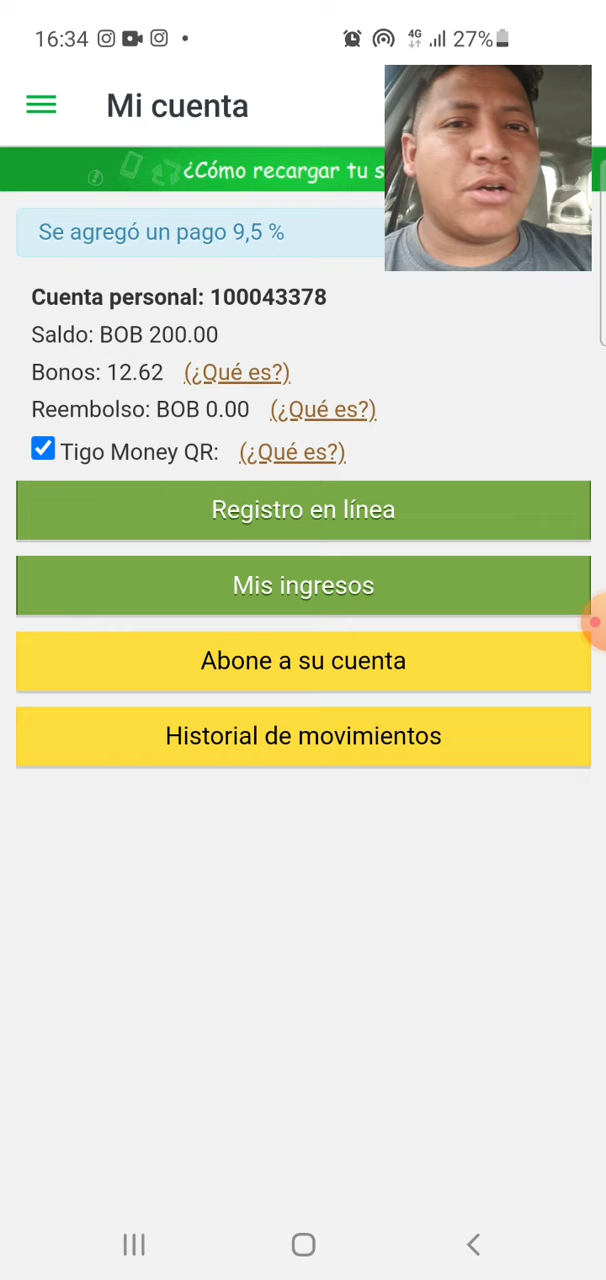 16:34
4G
27%
Mi cuenta
¿Cómo recargar tu s
Se agregó un pago 9,5 %
Cuenta personal: 100043378
Saldo: BOB 200.00
Bonos: 12.62 (¿Qué es?)
Reembolso: BOB 0.00 (¿Qué es?)
Tigo Money QR: (¿Qué es?)
Registro en línea
Mis ingresos
Abone a su cuenta
Historial de movimientos